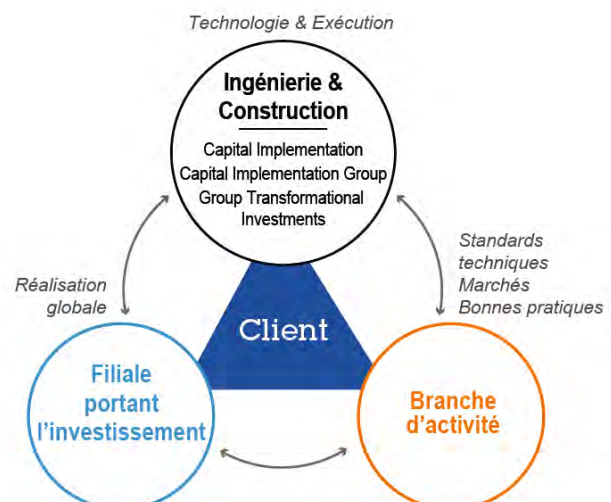 Technologie & Exécution
Ingénierie &
Construction
Capital Implementation
Capital Implementation Group
Group Transformational
Investments
Standards
techniques
Marchés
Bonnes pratiques
Réalisation
globale
Client
Filiale
portant
l'investissement
Branche
d'activité